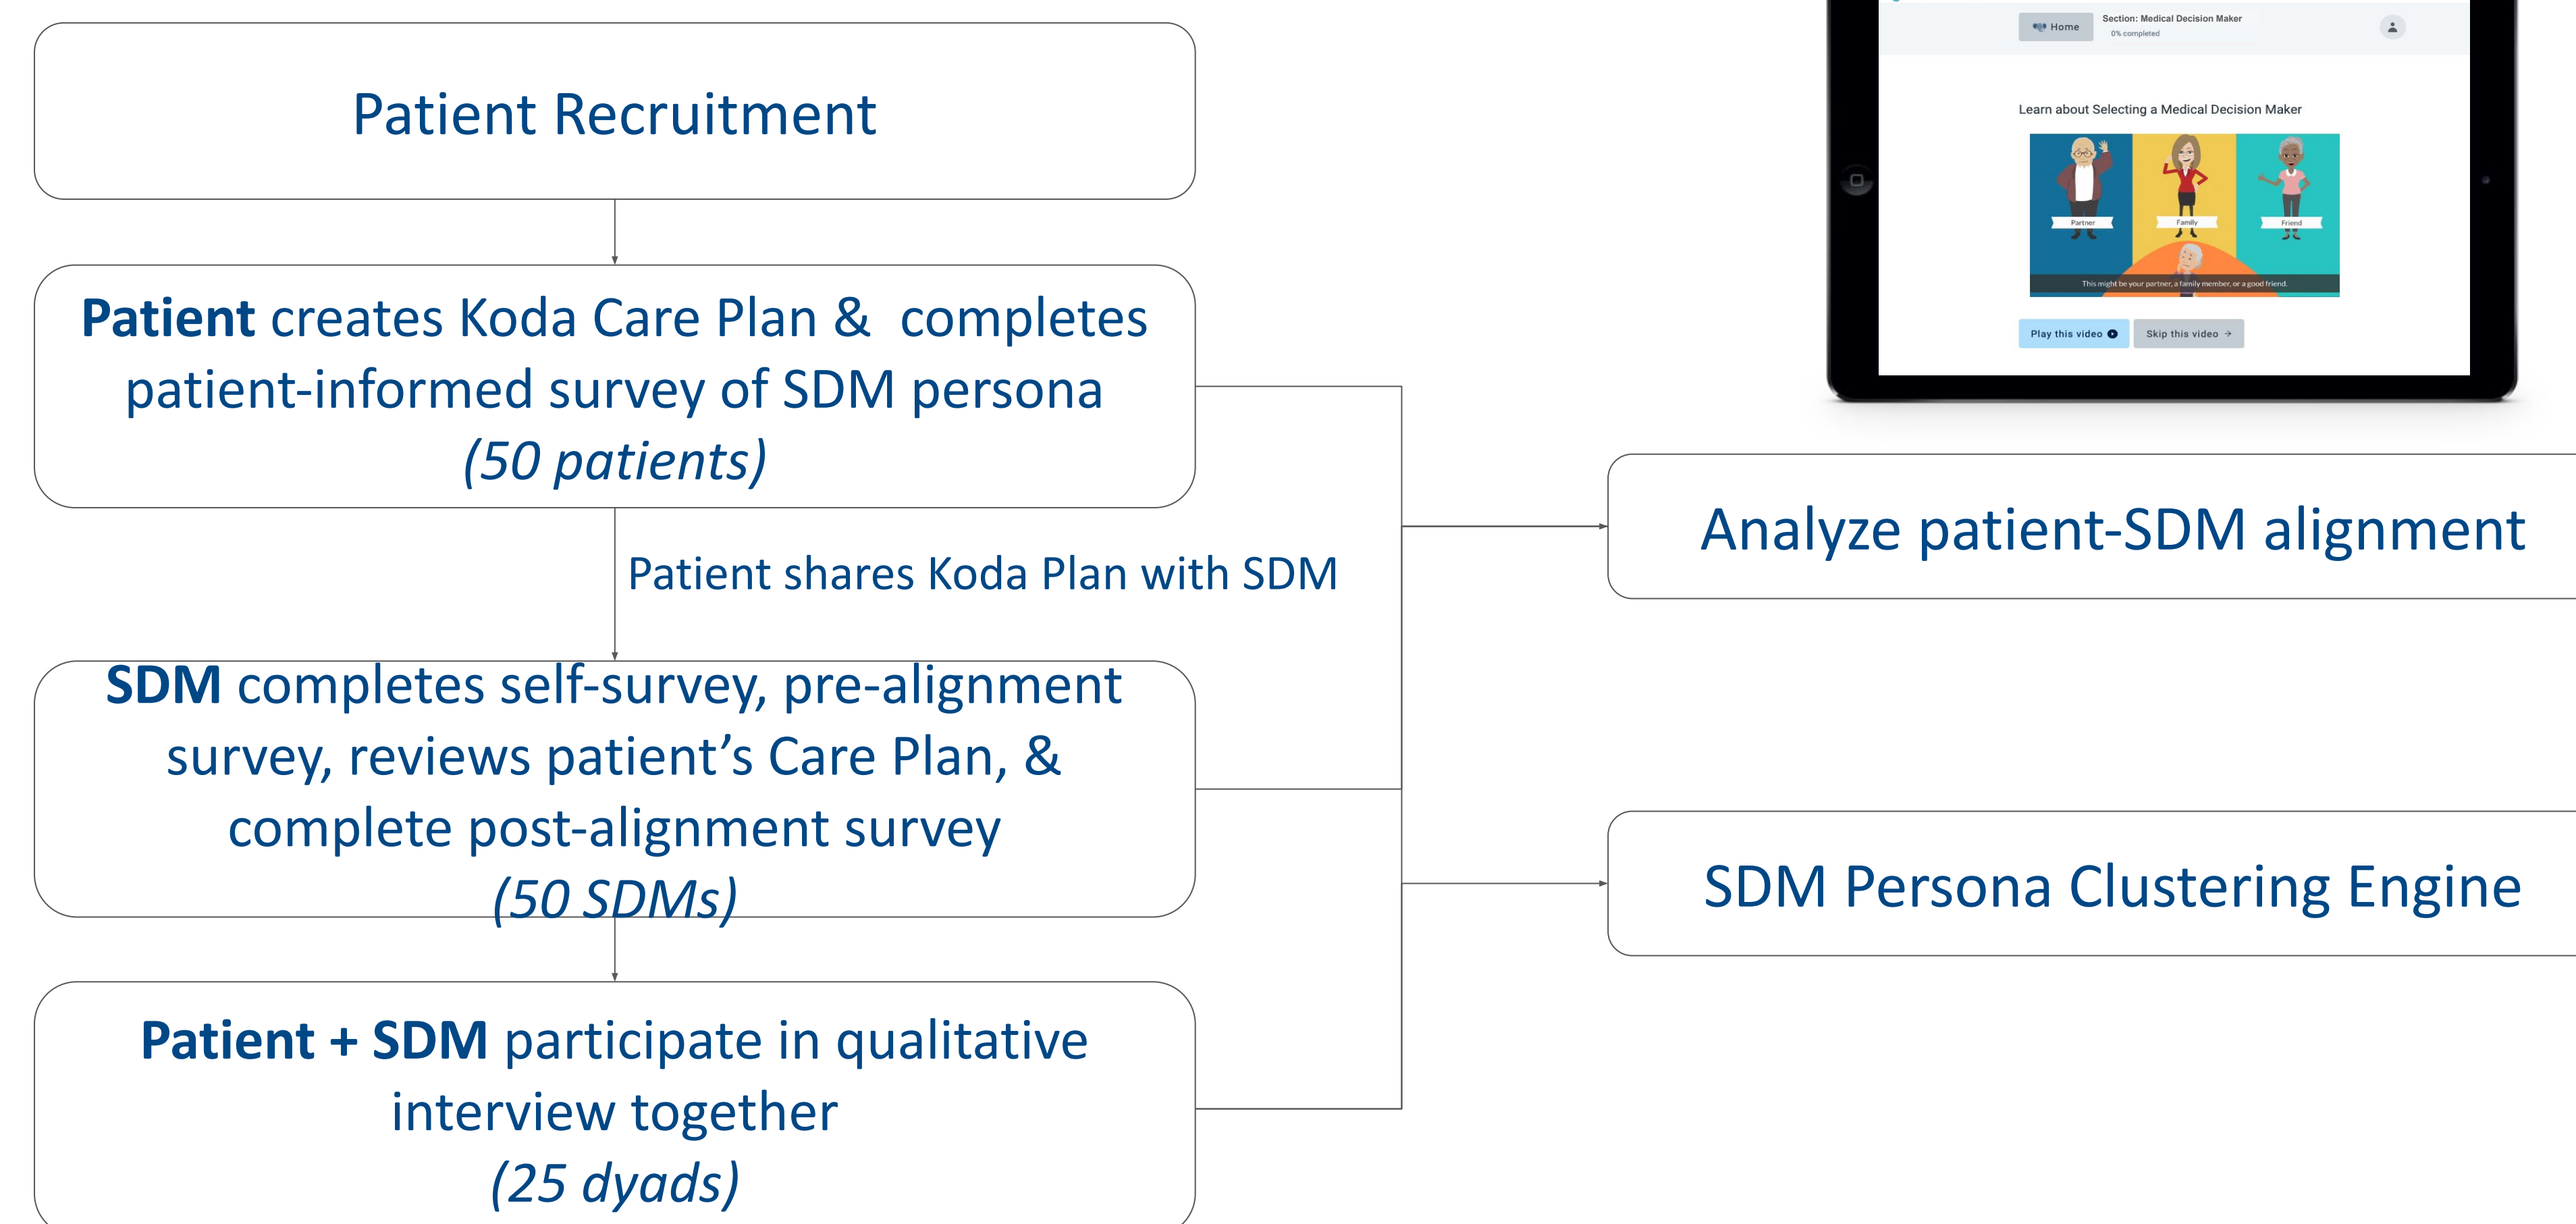 Patient Recruitment
Patient creates Koda Care Plan & completes
patient-informed survey of SDM persona
(50 patients)
Patient shares Koda Plan with SDM
SDM completes self-survey, pre-alignment
survey, reviews patient’s Care Plan, &
complete post-alignment survey
(50 SDMs)
Patient + SDM participate in qualitative
interview together
(25 dyads)
Home
Section: Medical Decision Maker
0% completed
Learn about Selecting a Medical Decision Maker
Partner
Family
Friend
This might be your partner, a family member, or a good friend.
Play this video
Skip this video
Analyze patient-SDM alignment
SDM Persona Clustering Engine